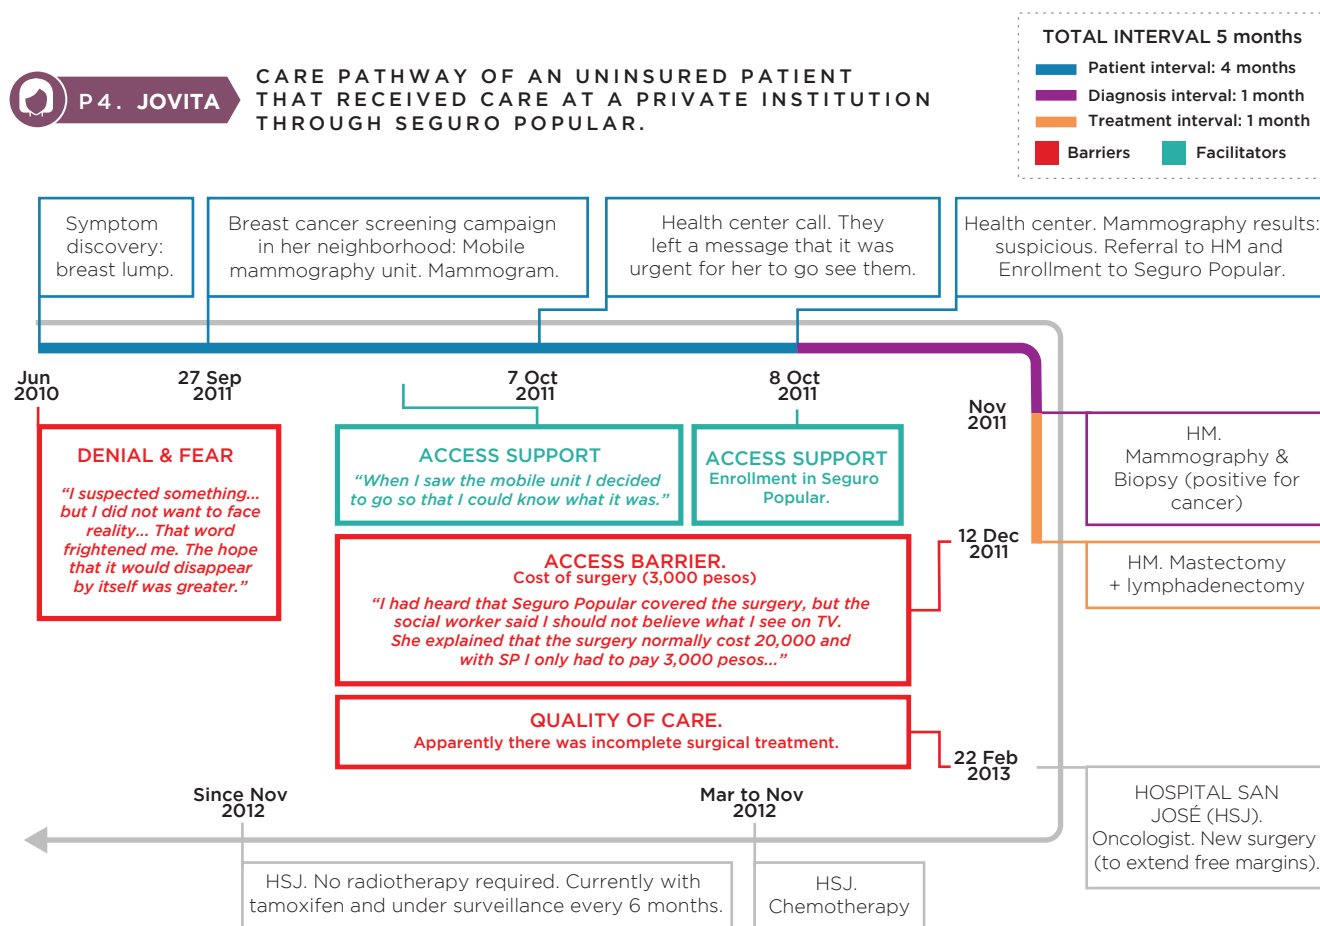 P4. JOVITA
CARE PATHWAY OF AN UNINSURED PATIENT
THAT RECEIVED CARE AT A PRIVATE INSTITUTION
THROUGH SEGURO POPULAR.
TOTAL INTERVAL 5 months
Patient interval: 4 months
Diagnosis interval: 1 month
Treatment interval: 1 month
Barriers
Facilitators
Symptom
discovery:
breast lump.
Breast cancer screening campaign
in her neighborhood: Mobile
mammography unit. Mammogram.
Health center call. They
left a message that it was
urgent for her to go see them.
Health center. Mammography results:
suspicious. Referral to HM and
Enrollment to Seguro Popular.
Jun
2010
27 Sep
2011
7 Oct
2011
8 Oct
2011
Nov
2011
DENIAL & FEAR
“I suspected something...
but I did not want to face
reality... That word
frightened me. The hope
that it would disappear
by itself was greater.”
ACCESS SUPPORT
“When I saw the mobile unit I decided
to go so that I could know what it was.”
ACCESS SUPPORT
Enrollment in Seguro
Popular.
HM.
Mammography &
Biopsy (positive for
cancer)
ACCESS BARRIER.
Cost of surgery (3,000 pesos)
“I had heard that Seguro Popular covered the surgery, but the
social worker said I should not believe what I see on TV.
She explained that the surgery normally cost 20,000 and
with SP I only had to pay 3,000 pesos...”
12 Dec
2011
HM. Mastectomy
+ lymphadenectomy
QUALITY OF CARE.
Apparently there was incomplete surgical treatment.
22 Feb
2013
HOSPITAL SAN
JOSÉ (HSJ).
Oncologist. New surgery
(to extend free margins).
Since Nov
2012
Mar to Nov
2012
HSJ. No radiotherapy required. Currently with
tamoxifen and under surveillance every 6 months.
HSJ.
Chemotherapy